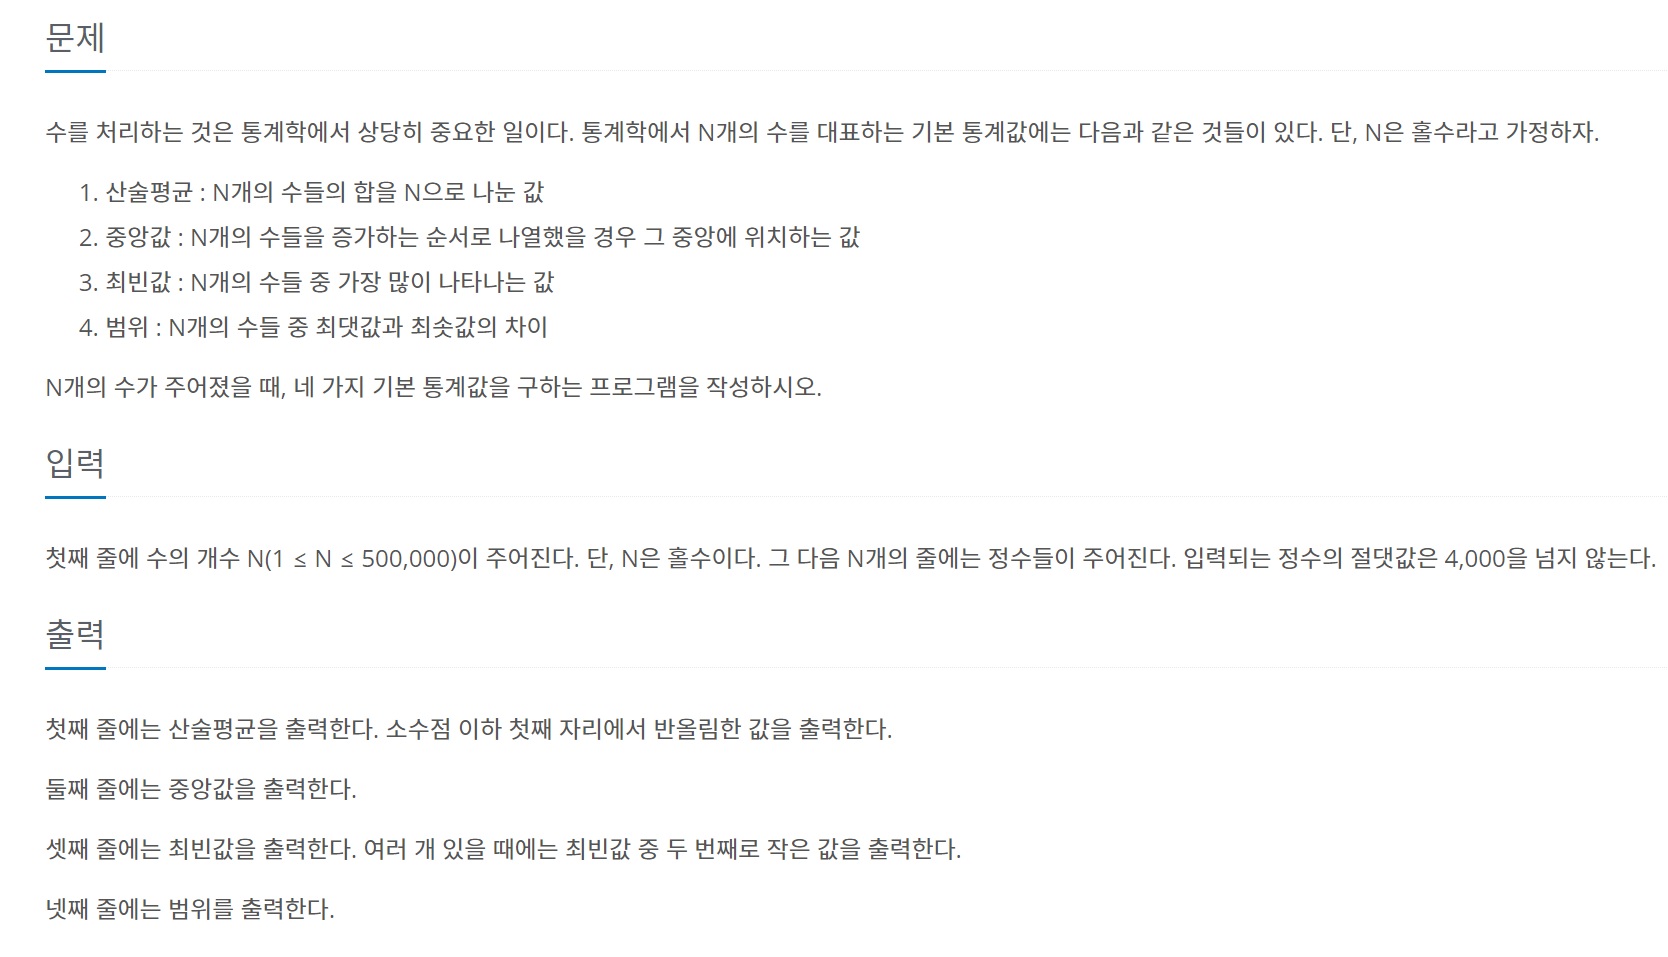 문제
수를 처리하는 것은 통계학에서 상당히 중요한 일이다. 통계학에서 N개의 수를 대표하는 기본 통계값에는 다음과 같은 것들이 있다. 단, N은 홀수라고 가정하자.
1. 산술평균 : N개의 수들의 합을 N으로 나눈 값
2. 중앙값 : N개의 수들을 증가하는 순서로 나열했을 경우 그 중앙에 위치하는 값
3. 최빈값 : N개의 수들 중 가장 많이 나타나는 값
4. 범위 : N개의 수들 중 최댓값과 최솟값의 차이
N개의 수가 주어졌을 때, 네 가지 기본 통계값을 구하는 프로그램을 작성하시오.
입력
첫째 줄에 수의 개수 N(1 ≤ N ≤ 500,000)이 주어진다. 단, N은 홀수이다. 그 다음 N개의 줄에는 정수들이 주어진다. 입력되는 정수의 절댓값은 4,000을 넘지 않는다.
출력
첫째 줄에는 산술평균을 출력한다. 소수점 이하 첫째 자리에서 반올림한 값을 출력한다.
둘째 줄에는 중앙값을 출력한다.
셋째 줄에는 최빈값을 출력한다. 여러 개 있을 때에는 최빈값 중 두 번째로 작은 값을 출력한다.
넷째 줄에는 범위를 출력한다.